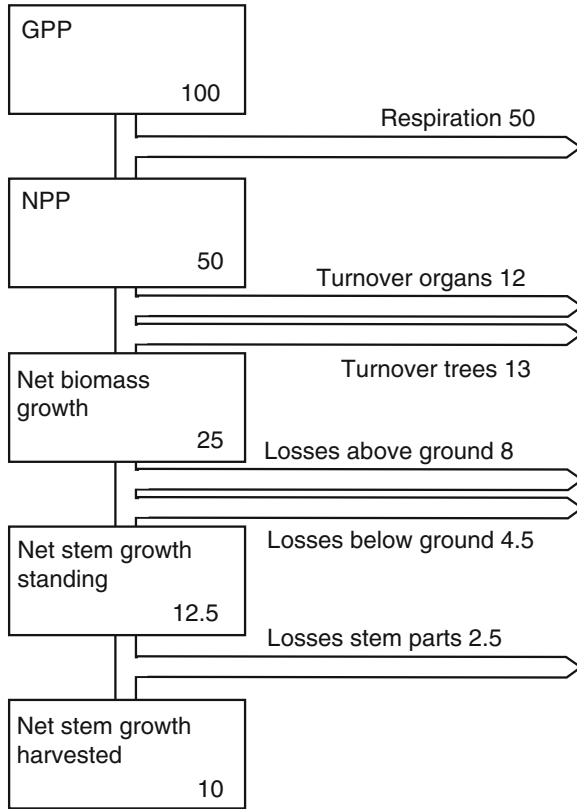 GPP
100
Respiration 50
NPP
50
Turnover organs 12
Turnover trees 13
Net biomass
growth
25
Losses above ground 8
Losses below ground 4.5
Net stem growth
standing
12.5
Losses stem parts 2.5
Net stem growth
harvested
10